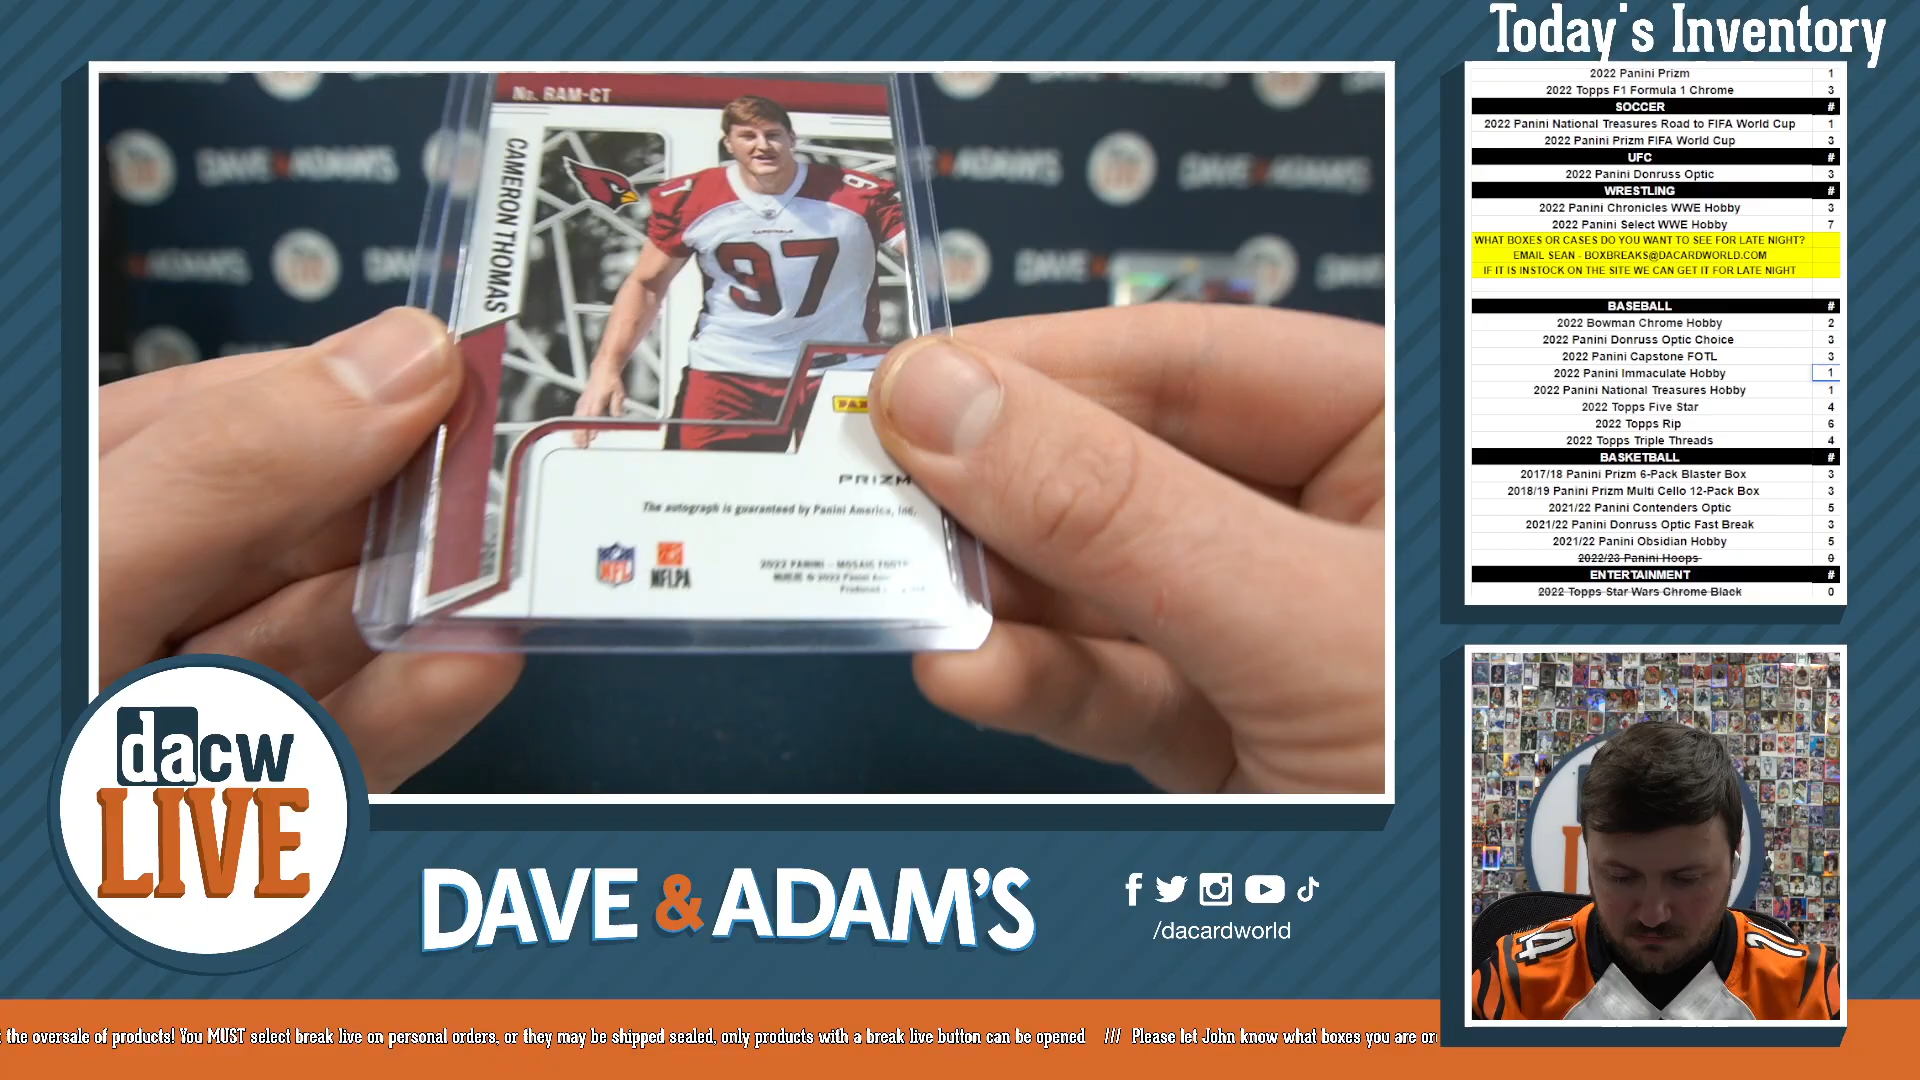 Today's Inventory
2022 Panini Prizm 1
2022 Topps F1 Formula 1 Chrome 3
SOCCER #
2022 Panini National Treasures Road to FIFA World Cup 1
2022 Panini Prizm FIFA World Cup 3
UFC #
2022 Panini Donruss Optic 3
WRESTLING #
2022 Panini Chronicles WWE Hobby 3
2022 Panini Select WWE Hobby 7
WHAT BOXES OR CASES DO YOU WANT TO SEE FOR LATE NIGHT?
EMAIL SEAN - BOXBREAKS@DACARDWORLD.COM
IF IT IS INSTOCK ON THE SITE WE CAN GET IT FOR LATE NIGHT
BASEBALL #
2022 Bowman Chrome Hobby 2
2022 Panini Donruss Optic Choice 3
2022 Panini Capstone FOTL 3
2022 Panini Immaculate Hobby 1
2022 Panini National Treasures Hobby 1
2022 Topps Five Star 4
2022 Topps Rip 6
2022 Topps Triple Threads 4
BASKETBALL #
2017/18 Panini Prizm 6-Pack Blaster Box 3
2018/19 Panini Prizm Multi Cello 12-Pack Box 3
2021/22 Panini Contenders Optic 5
2021/22 Panini Donruss Optic Fast Break 3
2021/22 Panini Obsidian Hobby 5
2022/23 Panini Hoops 0
ENTERTAINMENT #
2022 Topps Star Wars Chrome Black 0
No. RAM-CT
CAMERON THOMAS
CARDINALS
97
97
PRIZM
The autograph is guaranteed by Panini America, Inc.
NFL
NFLPA
2022 PANINI - MOSAIC
DAVE & ADAM'S
DAVE & ADAM'S
dacw
LIVE
DAVE & ADAM'S
/dacardworld
14
the oversale of products! You MUST select break live on personal orders, or they may be shipped sealed, only products with a break live button can be opened /// Please let John know what boxes you are